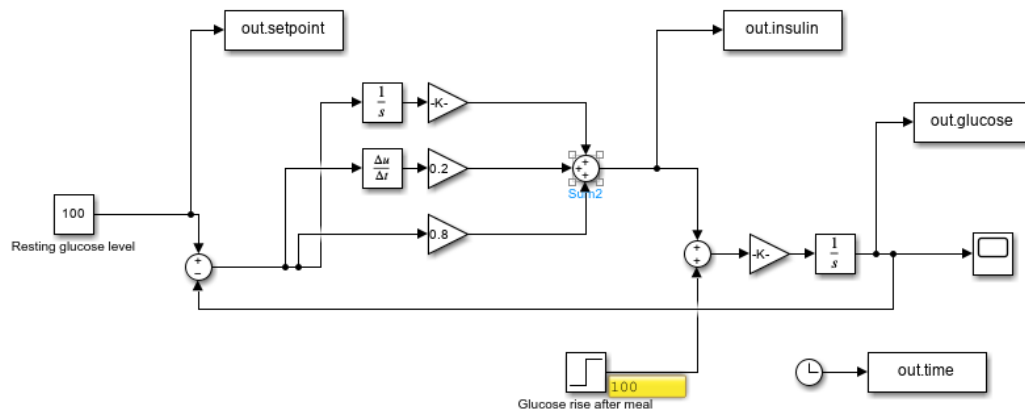 out.setpoint
out.insulin
out.glucose
1
s
-K-
Δu
Δt
0.2
+
+
+
Sum2
100
Resting glucose level
0.8
+
−
+
+
-K-
1
s
100
Glucose rise after meal
out.time